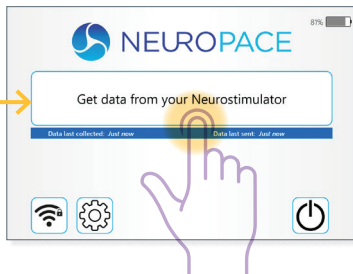 81%
NEUROPACE
Get data from your Neurostimulator
Data last collected: Just now Data last sent: Just now